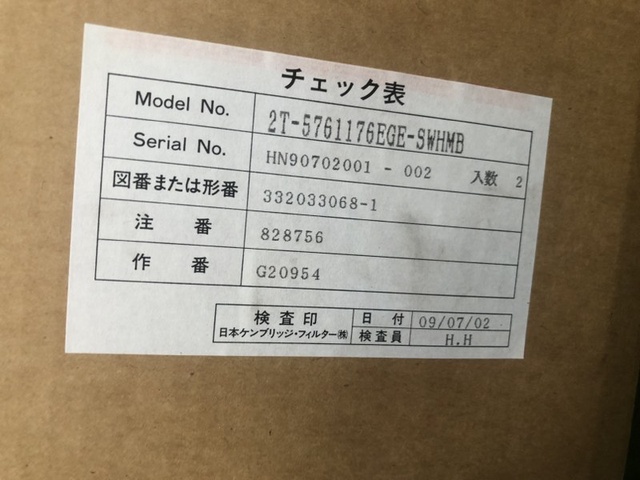 チェック表
Model No. 2T-5761176EGE-SWHMB
Serial No. HN90702001 - 002 入数 2
図番または形番 332033068-1
注 番 828756
作 番 G20954
検査印 日 付 09/07/02
日本ケンブリッジ・フィルター㈱ 検査員 H.H